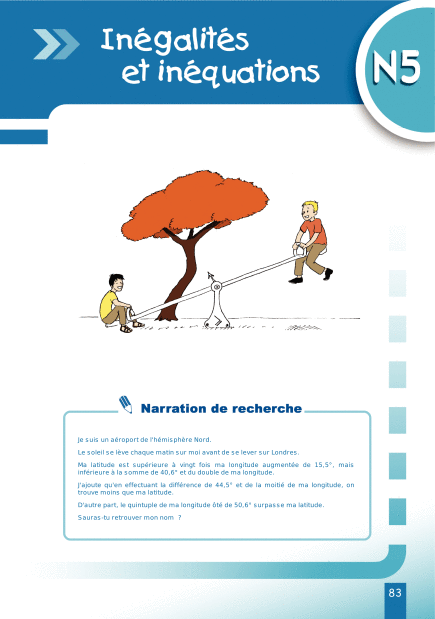 Inégalités
et inéquations
N5
Narration de recherche
Je suis un aéroport de l'hémisphère Nord.
Le soleil se lève chaque matin sur moi avant de se lever sur Londres.
Ma latitude est supérieure à vingt fois ma longitude augmentée de 15,5°, mais
inférieure à la somme de 40,6° et du double de ma longitude.
J'ajoute qu'en effectuant la différence de 44,5° et de la moitié de ma longitude, on
trouve moins que ma latitude.
D'autre part, le quintuple de ma longitude ôté de 50,6° surpasse ma latitude.
Sauras-tu retrouver mon nom ?
83